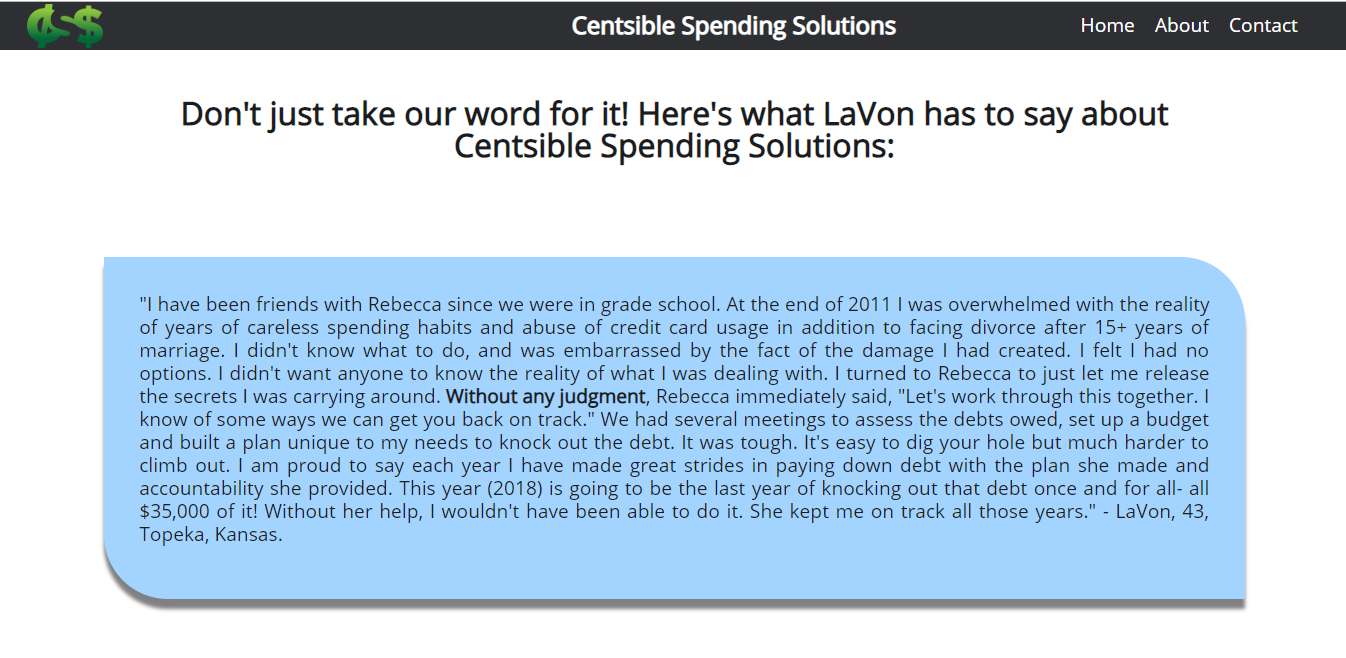 Centsible Spending Solutions
Home About Contact
Don't just take our word for it! Here's what LaVon has to say about
Centsible Spending Solutions:
"I have been friends with Rebecca since we were in grade school. At the end of 2011 I was overwhelmed with the reality
of years of careless spending habits and abuse of credit card usage in addition to facing divorce after 15+ years of
marriage. I didn't know what to do, and was embarrassed by the fact of the damage I had created. I felt I had no
options. I didn't want anyone to know the reality of what I was dealing with. I turned to Rebecca to just let me release
the secrets I was carrying around. Without any judgment, Rebecca immediately said, "Let's work through this together. I
know of some ways we can get you back on track." We had several meetings to assess the debts owed, set up a budget
and built a plan unique to my needs to knock out the debt. It was tough. It's easy to dig your hole but much harder to
climb out. I am proud to say each year I have made great strides in paying down debt with the plan she made and
accountability she provided. This year (2018) is going to be the last year of knocking out that debt once and for all- all
$35,000 of it! Without her help, I wouldn't have been able to do it. She kept me on track all those years." - LaVon, 43,
Topeka, Kansas.